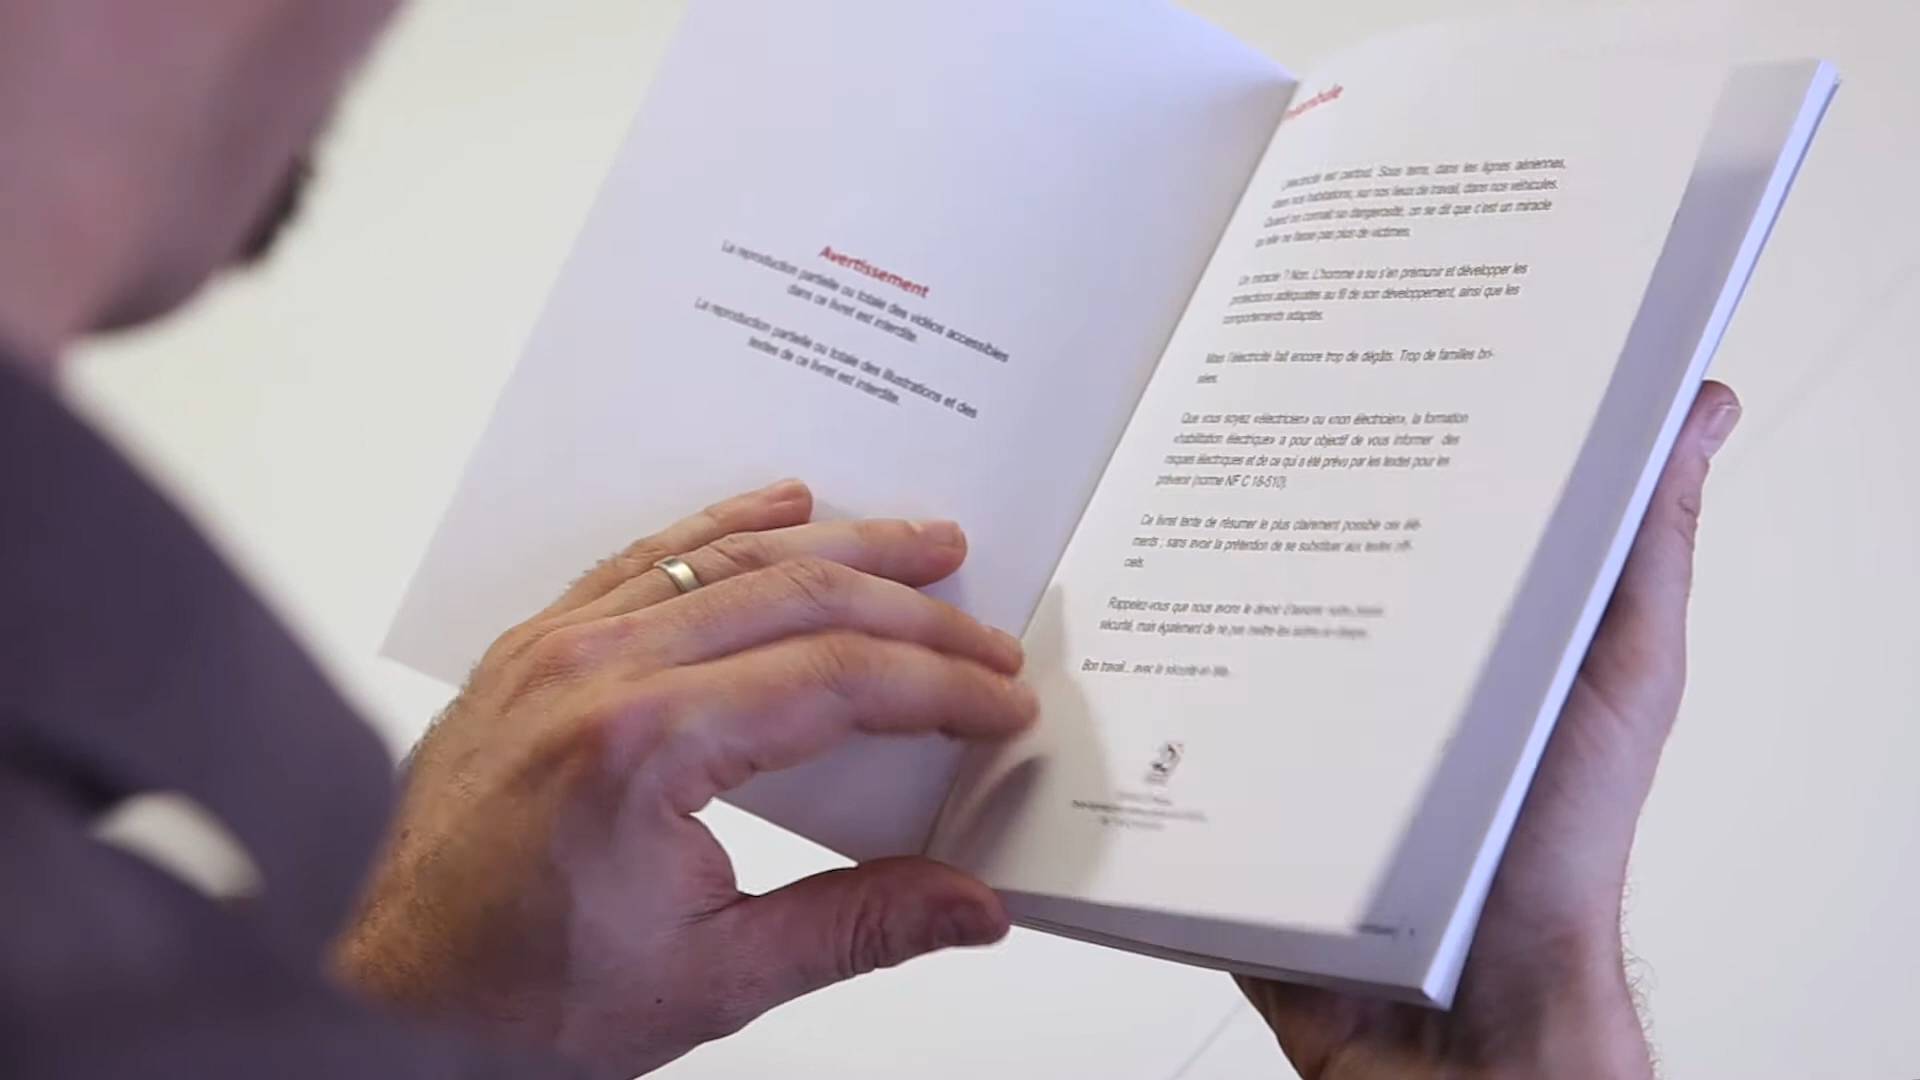 Avertissement
La reproduction partielle ou totale des vidéos accessibles
dans ce livret est interdite.
La reproduction partielle ou totale des illustrations et des
textes de ce livret est interdite.
L'électricité est partout. Sous terre, dans les lignes aériennes,
dans nos habitations, sur nos lieux de travail, dans nos véhicules.
Quand on connait sa dangerosité, on se dit que c'est un miracle
qu'elle ne fasse pas plus de victimes.
Un miracle ? Non. L'homme a su s'en prémunir et développer les
protections adéquates au fil de son développement, ainsi que les
comportements adaptés.
Mais l'électricité fait encore trop de dégâts. Trop de familles bri-
sées.
Que vous soyez «électricien» ou «non électricien», la formation
«habilitation électrique» a pour objectif de vous informer des
risques électriques et de ce qui a été prévu par les textes pour les
prévenir (norme NF C 18-510).
Ce livret tente de résumer le plus clairement possible ces élé-
ments ; sans avoir la prétention de se substituer aux textes offi-
ciels.
Rappelez-vous que nous avons le devoir d'assurer notre
sécurité, mais également de ne pas mettre les autres en danger.
Bon travail... avec la sécurité en tête.